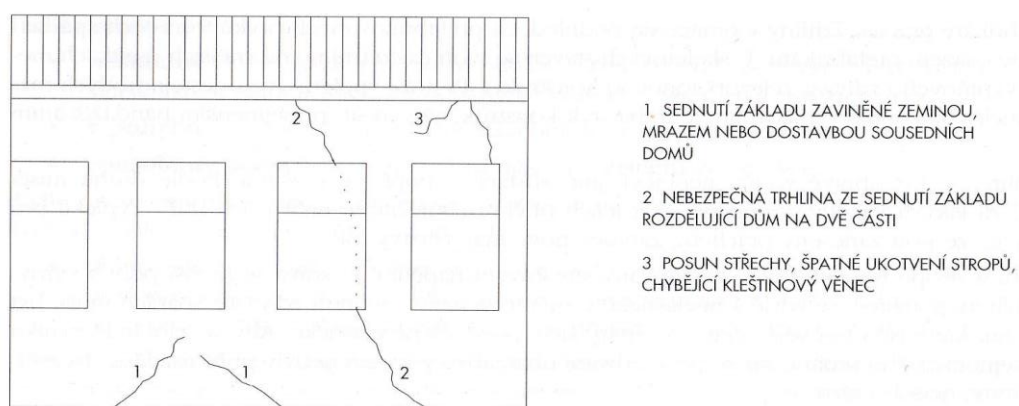 2
3
1
1
2
1 SEDNUTÍ ZÁKLADU ZAVINĚNÉ ZEMINOU,
MRAZEM NEBO DOSTAVBOU SOUSEDNÍCH
DOMŮ
2 NEBEZPEČNÁ TRHLINA ZE SEDNUTÍ ZÁKLADU
ROZDĚLUJÍCÍ DŮM NA DVĚ ČÁSTI
3 POSUN STŘECHY, ŠPATNÉ UKOTVENÍ STROPŮ,
CHYBĚJÍCÍ KLEŠTINOVÝ VĚNEC